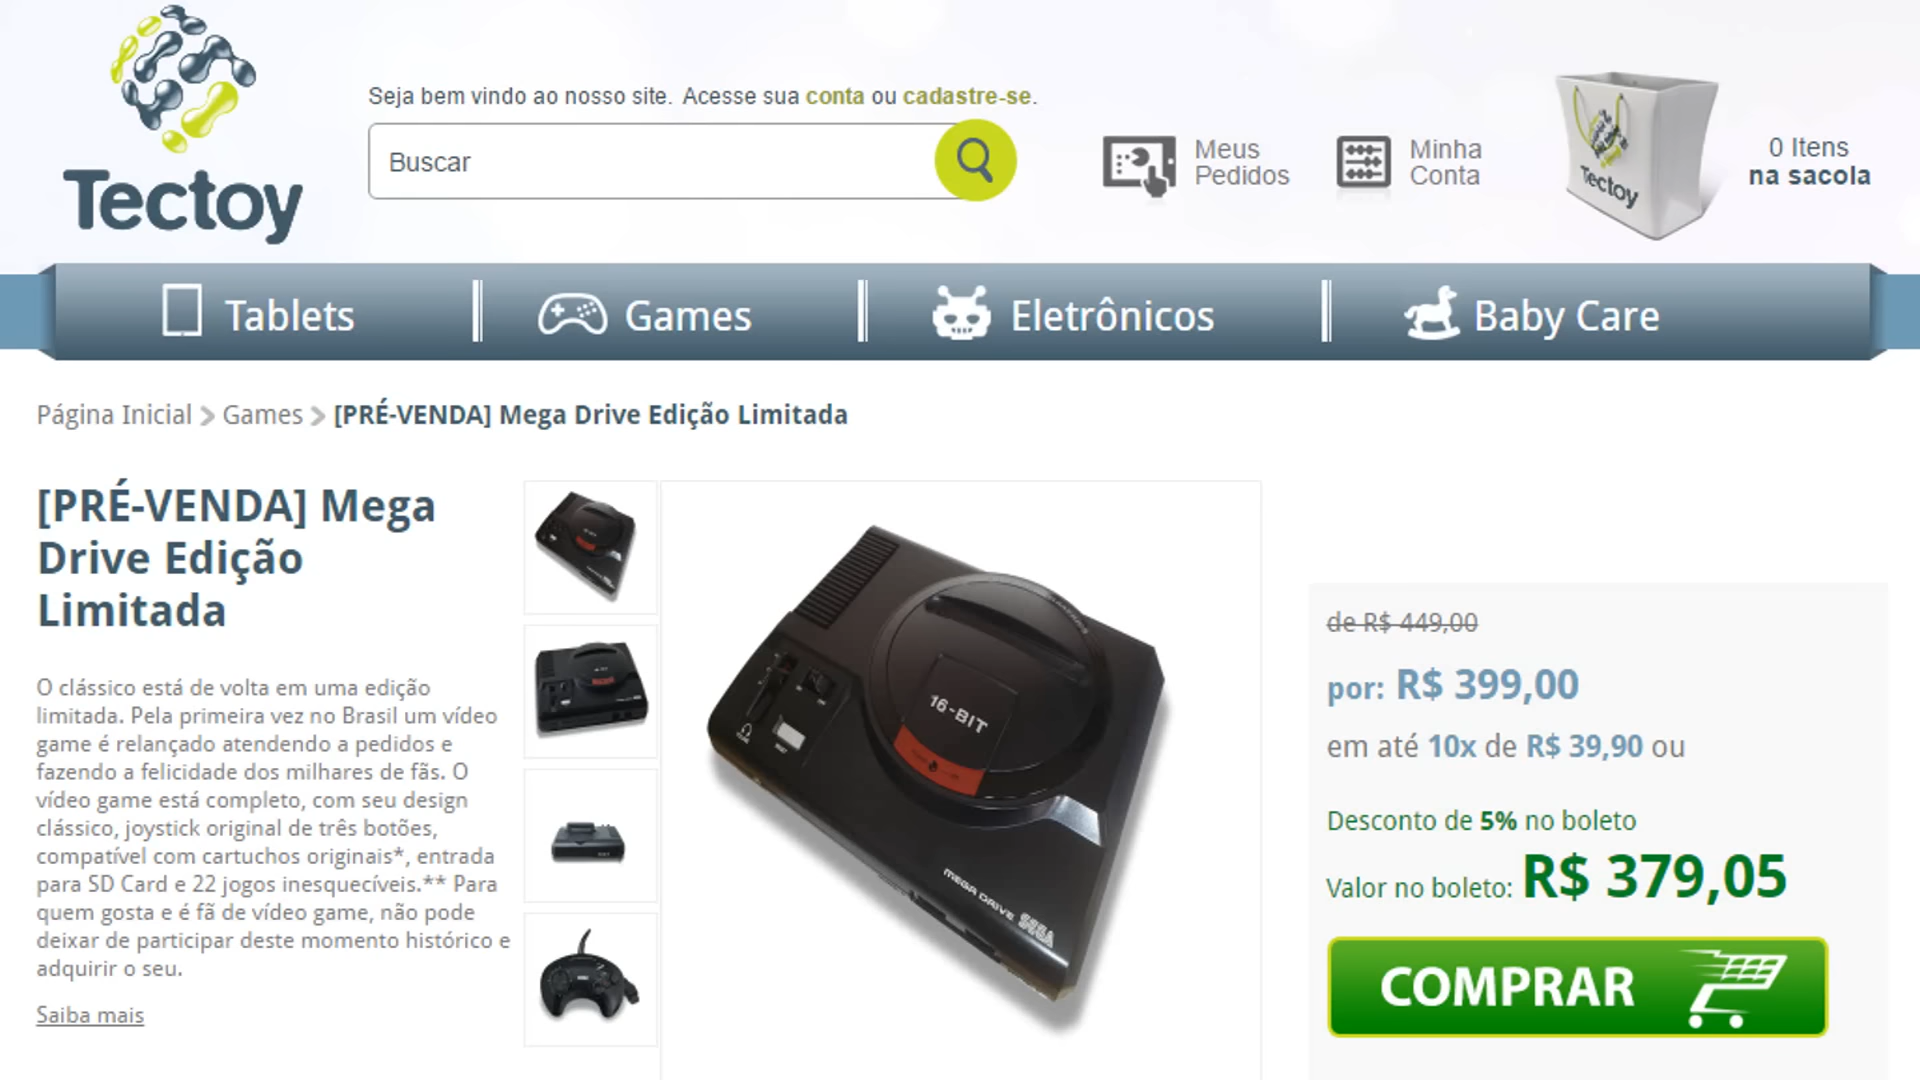 Tectoy
Seja bem vindo ao nosso site. Acesse sua conta ou cadastre-se.
Buscar
Meus
Pedidos
Minha
Conta
Tectoy
0 Itens
na sacola
Tablets
Games
Eletrônicos
Baby Care
Página Inicial > Games > [PRÉ-VENDA] Mega Drive Edição Limitada
[PRÉ-VENDA] Mega
Drive Edição
Limitada
O clássico está de volta em uma edição
limitada. Pela primeira vez no Brasil um vídeo
game é relançado atendendo a pedidos e
fazendo a felicidade dos milhares de fãs. O
vídeo game está completo, com seu design
clássico, joystick original de três botões,
compatível com cartuchos originais*, entrada
para SD Card e 22 jogos inesquecíveis.** Para
quem gosta e é fã de vídeo game, não pode
deixar de participar deste momento histórico e
adquirir o seu.
Saiba mais
16-BIT
MEGA DRIVE SEGA
de R$ 449,00
por: R$ 399,00
em até 10x de R$ 39,90 ou
Desconto de 5% no boleto
Valor no boleto: R$ 379,05
COMPRAR